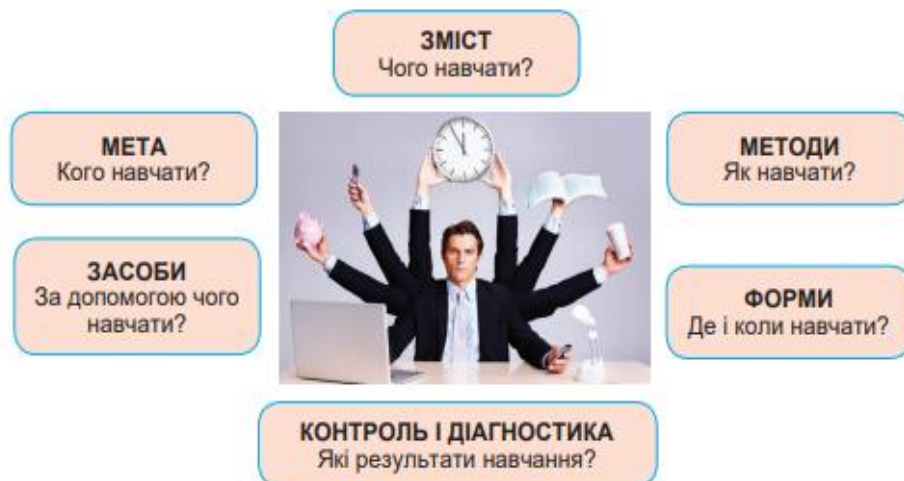 ЗМІСТ
Чого навчати?
МЕТА
Кого навчати?
МЕТОДИ
Як навчати?
ЗАСОБИ
За допомогою чого
навчати?
ФОРМИ
Де і коли навчати?
КОНТРОЛЬ І ДІАГНОСТИКА
Які результати навчання?